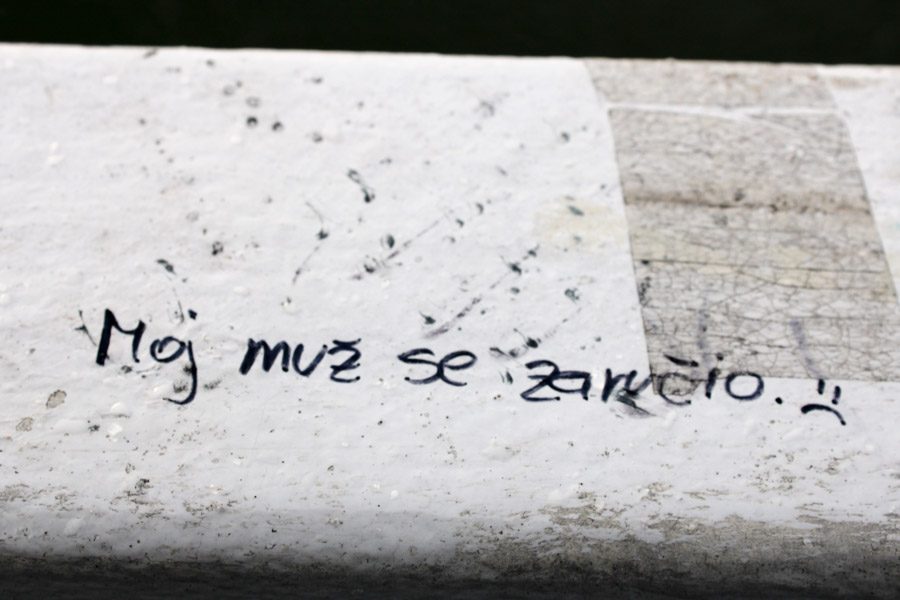 Moj muž se zaručio. :(